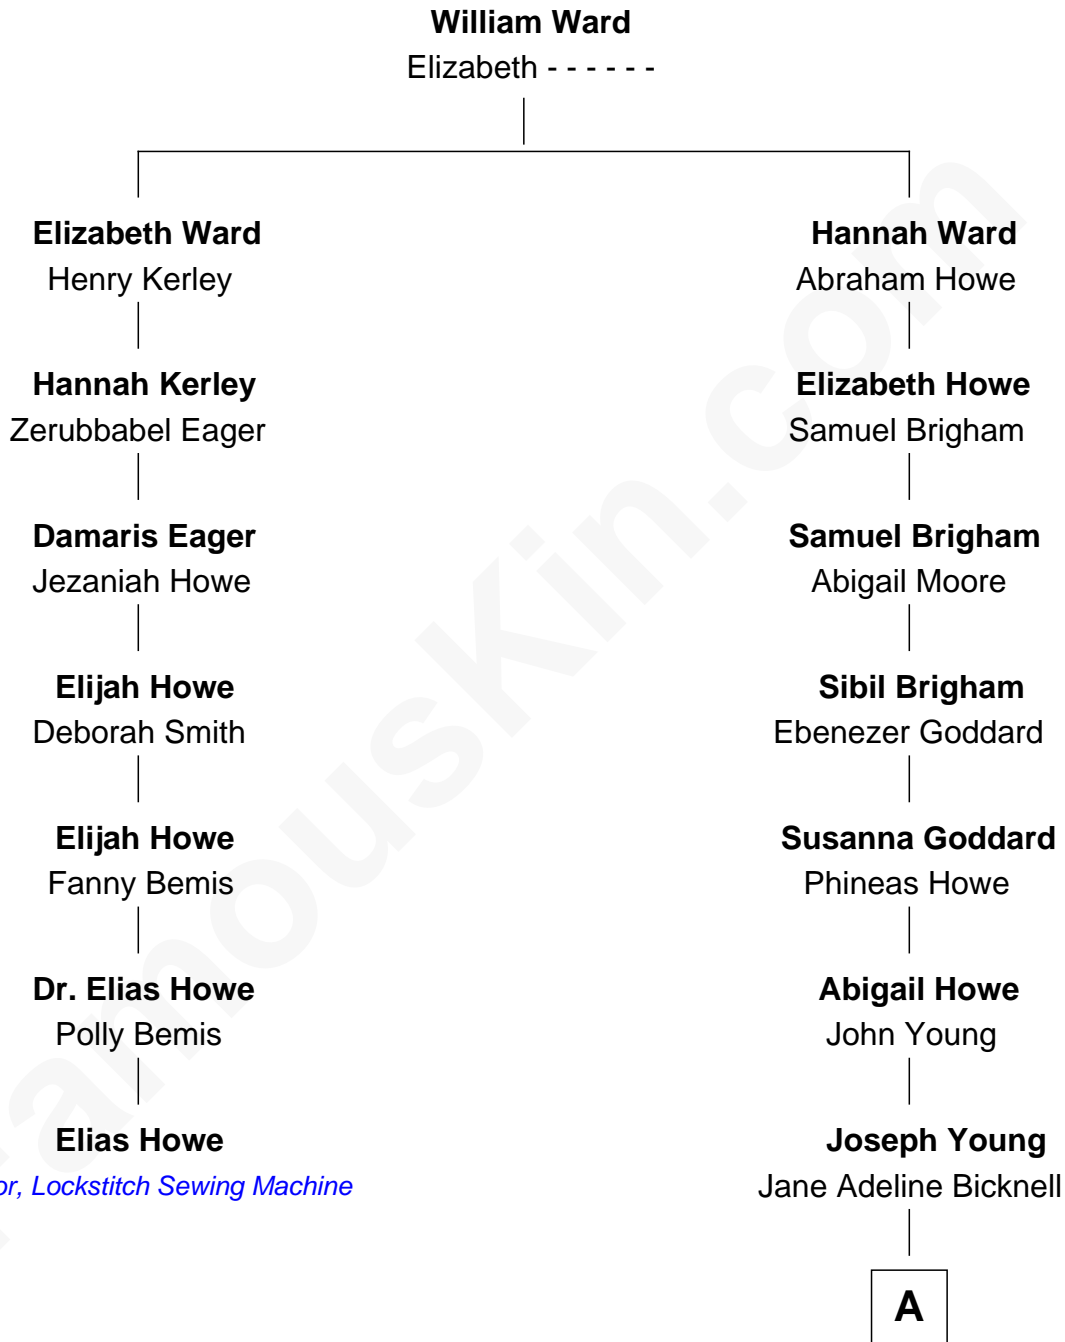 William Ward
Elizabeth - - - - - -
Elizabeth Ward
Henry Kerley
Hannah Ward
Abraham Howe
Hannah Kerley
Zerubbabel Eager
Elizabeth Howe
Samuel Brigham
Damaris Eager
Jezaniah Howe
Samuel Brigham
Abigail Moore
Elijah Howe
Deborah Smith
Sibil Brigham
Ebenezer Goddard
Elijah Howe
Fanny Bemis
Susanna Goddard
Phineas Howe
Dr. Elias Howe
Polly Bemis
Abigail Howe
John Young
Elias Howe
or, Lockstitch Sewing Machine
Joseph Young
Jane Adeline Bicknell
A
FamousKin.com